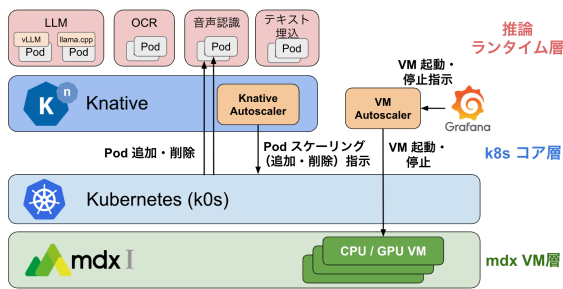 LLM
vLLM
Pod
llama.cpp
Pod
OCR
Pod
音声認識
Pod
テキスト
埋込
Pod
推論
ランタイム層
n
K
Knative
Knative
Autoscaler
VM
Autoscaler
VM 起動・
停止指示
Grafana
Pod 追加・削除
Pod スケーリング
（追加・削除）指示
VM 起動・
停止
k8s コア層
Kubernetes (k0s)
mdx I
CPU / GPU VM
mdx VM層